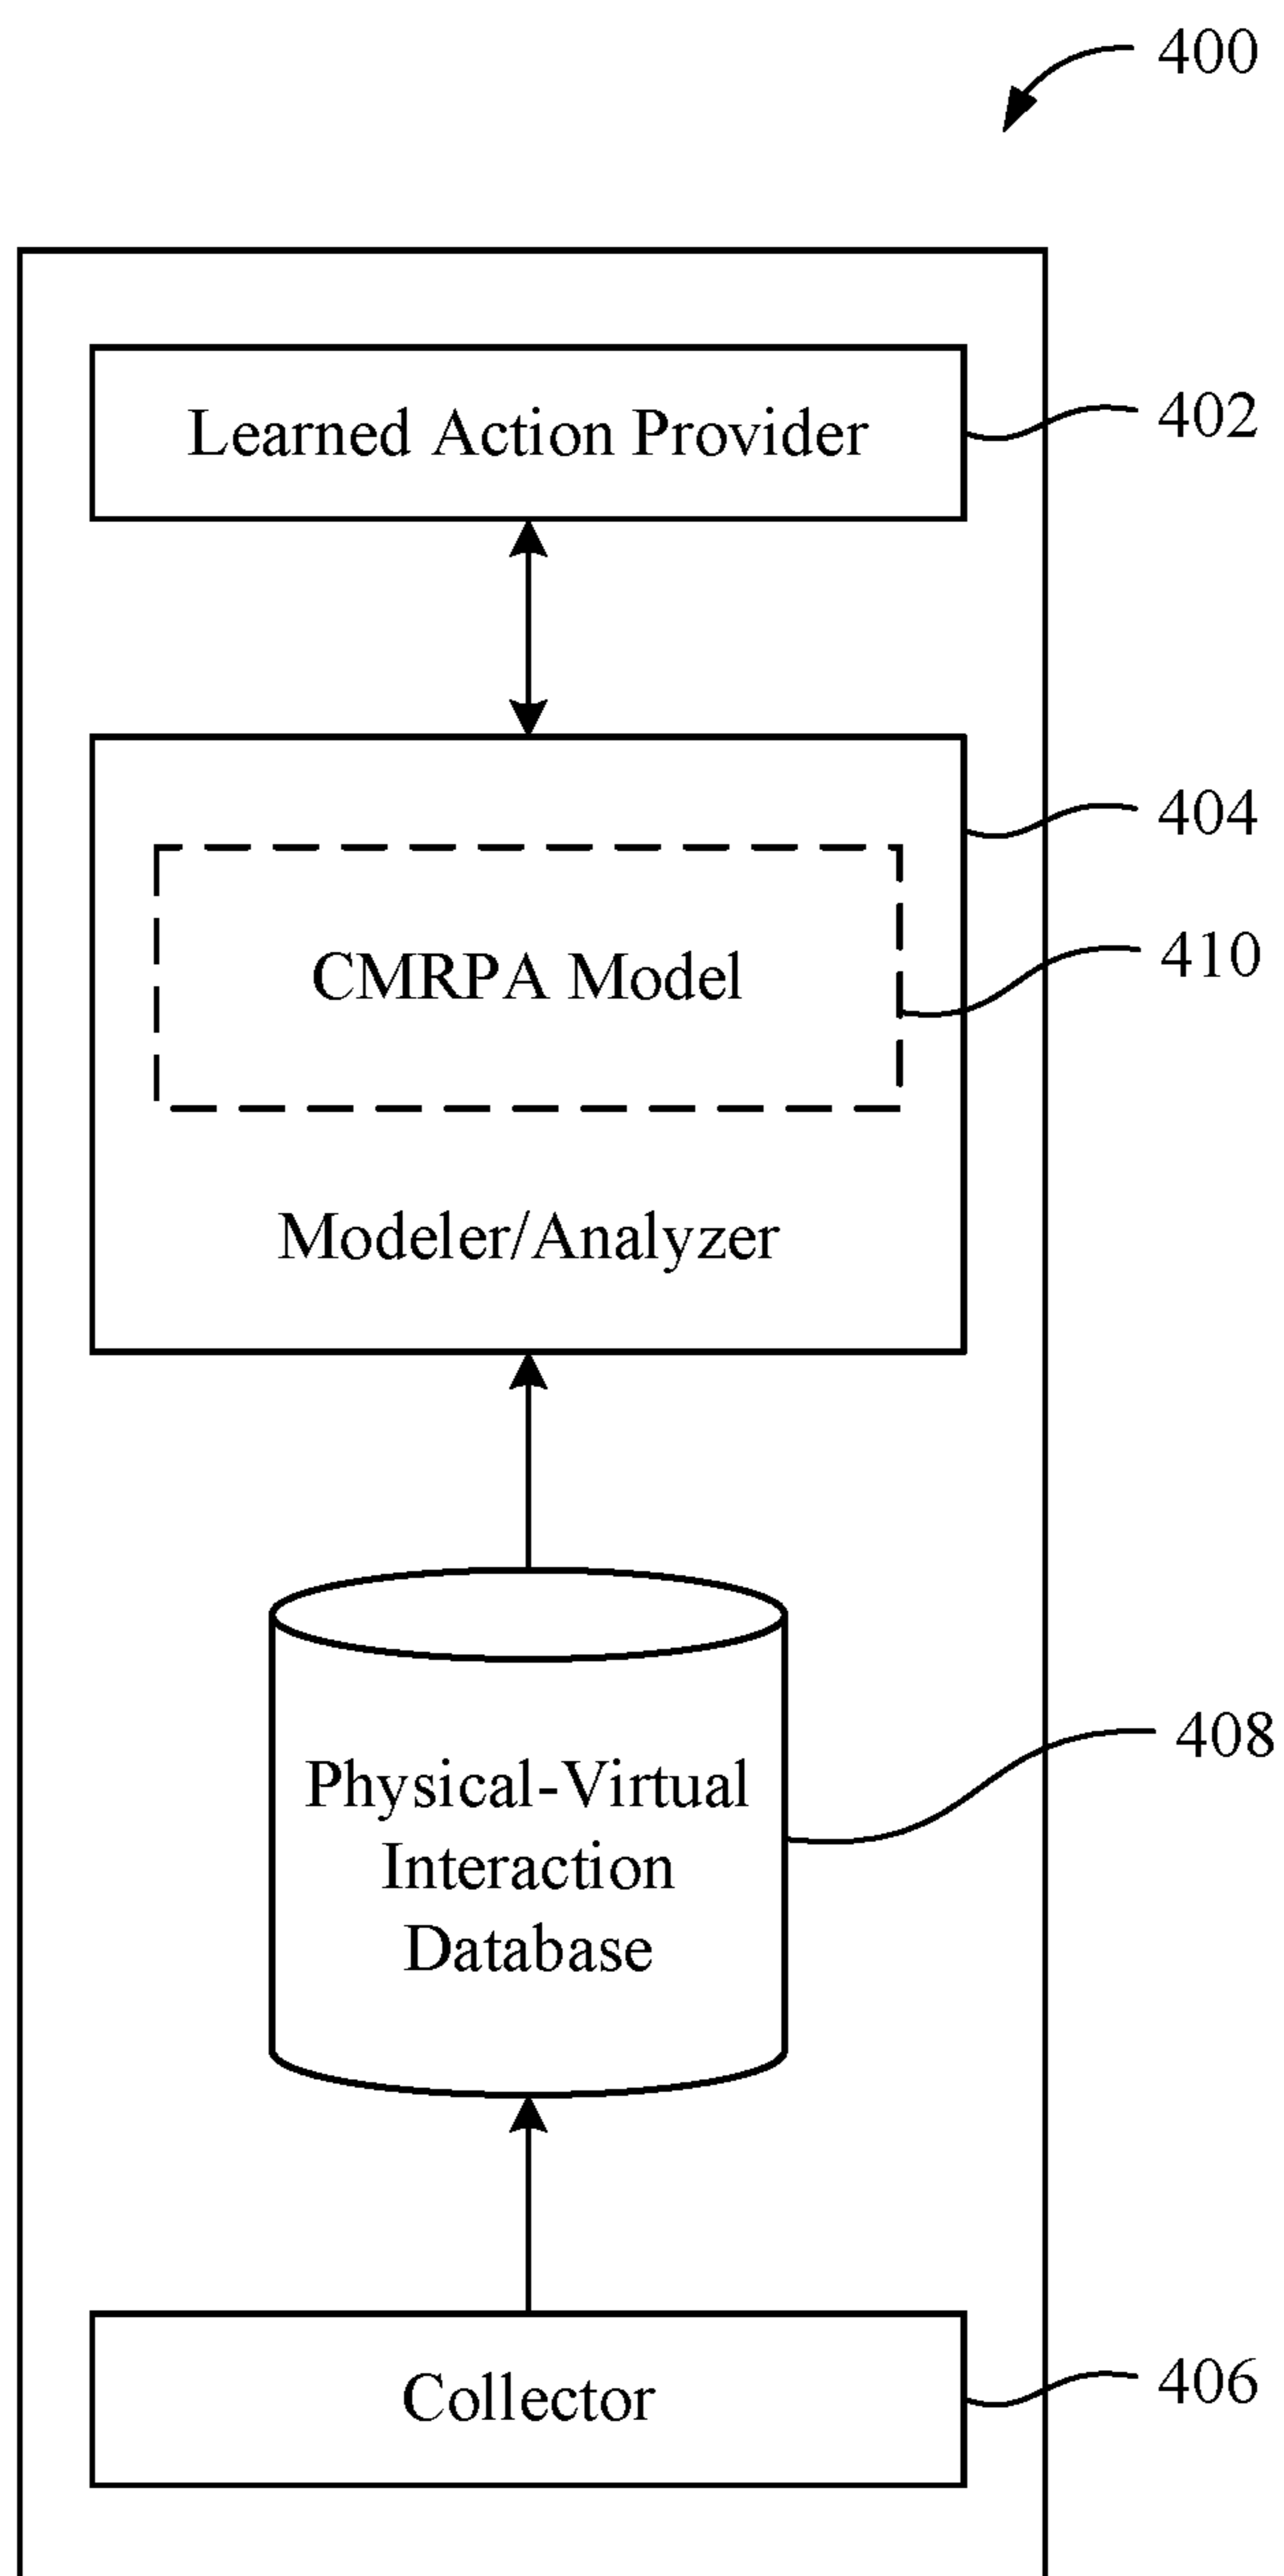 400
Learned Action Provider
402
404
CMRPA Model
410
Modeler/Analyzer
Physical-Virtual
Interaction
Database
408
Collector
406